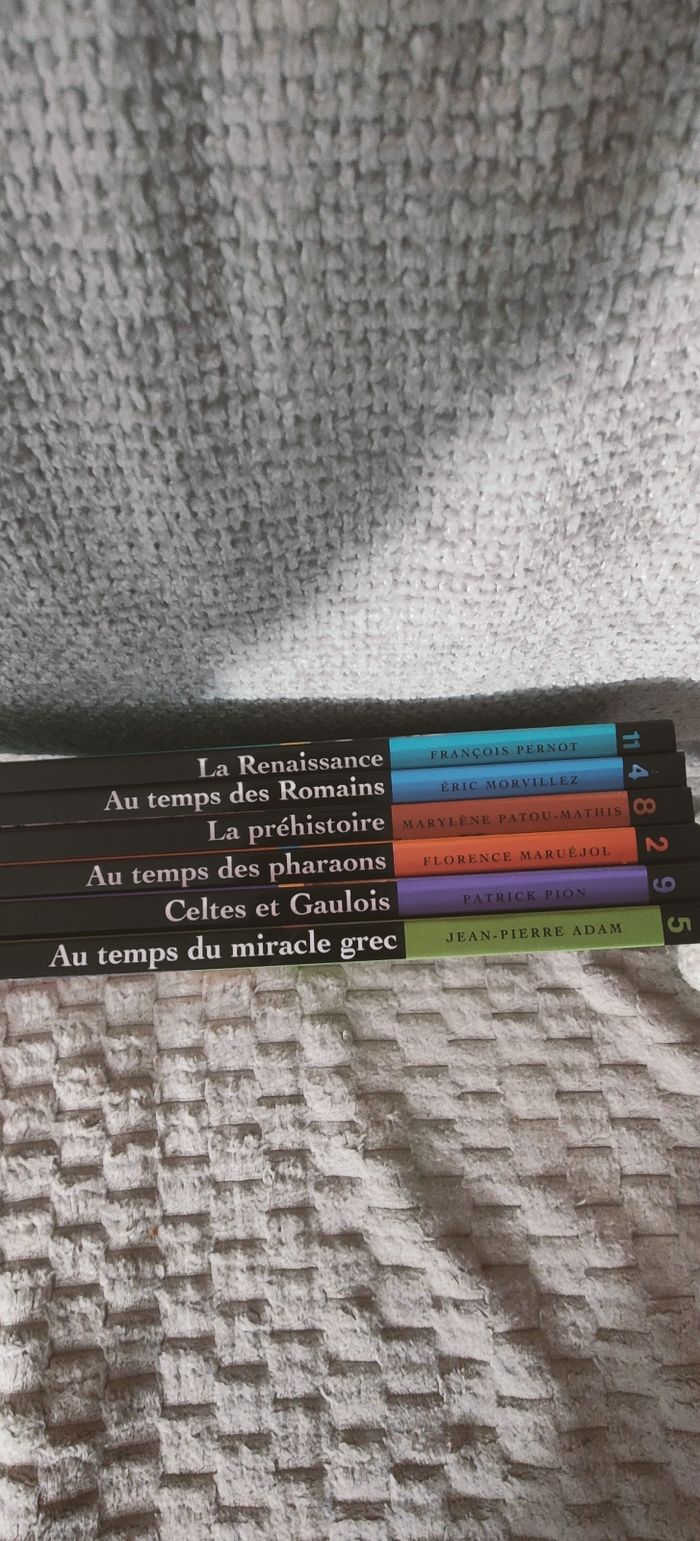 La Renaissance FRANÇOIS PERNOT 11
Au temps des Romains ÉRIC MORVILLEZ 4
La préhistoire MARYLÈNE PATOU-MATHIS 8
Au temps des pharaons FLORENCE MARUÉJOL 2
Celtes et Gaulois PATRICK PION 9
Au temps du miracle grec JEAN-PIERRE ADAM 5